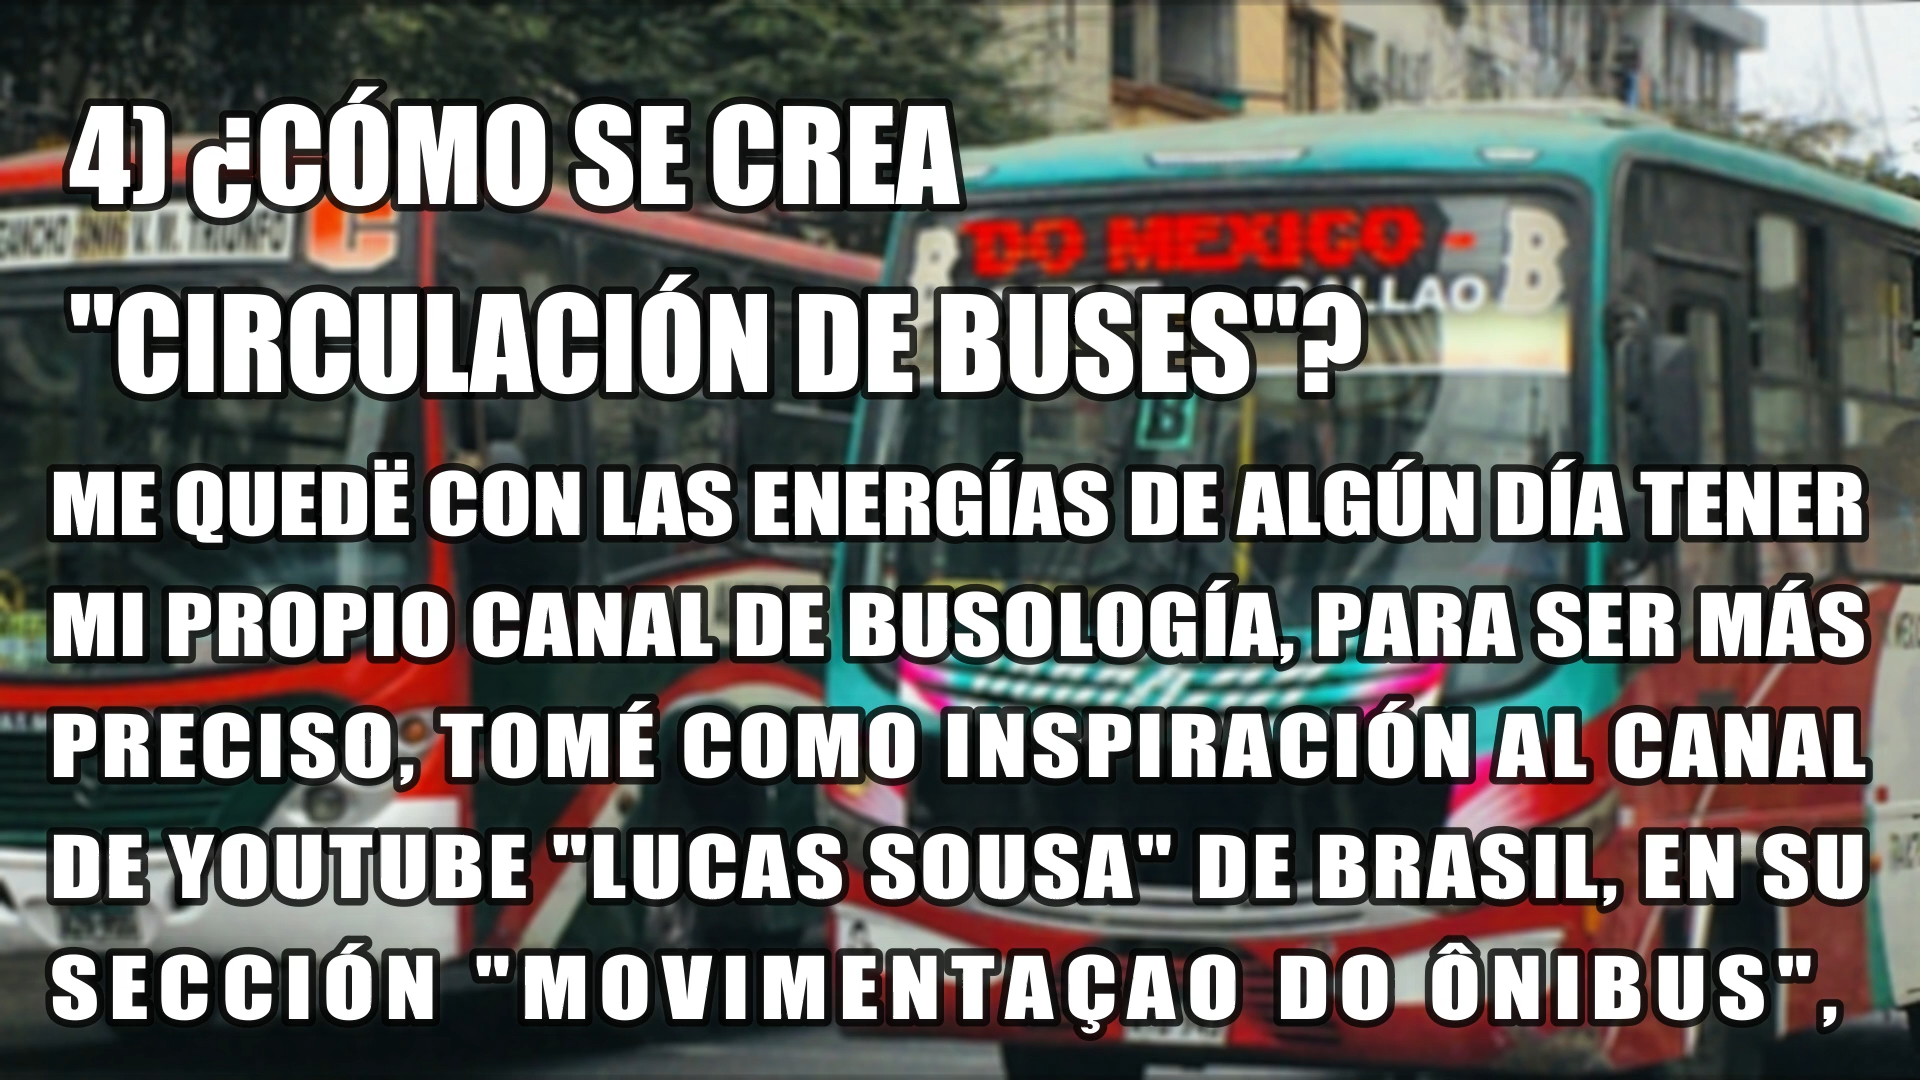 4) ¿CÓMO SE CREA
"CIRCULACIÓN DE BUSES"?
ME QUEDË CON LAS ENERGÍAS DE ALGÚN DÍA TENER
MI PROPIO CANAL DE BUSOLOGÍA, PARA SER MÁS
PRECISO, TOMÉ COMO INSPIRACIÓN AL CANAL
DE YOUTUBE "LUCAS SOUSA" DE BRASIL, EN SU
SECCIÓN "MOVIMENTAÇAO DO ÔNIBUS",
TRIUNFO
C
B DO MEXICO - B
CALLAO
B